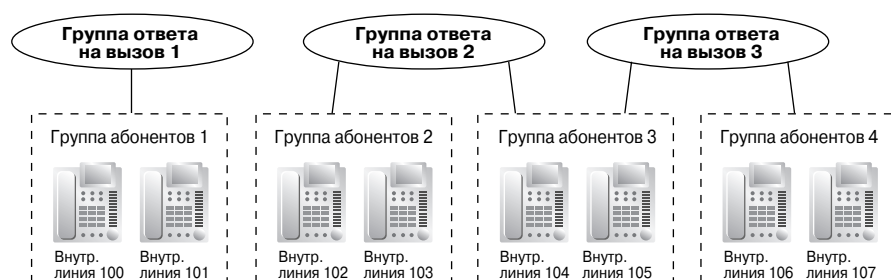 Группа ответа
на вызов 1
Группа ответа
на вызов 2
Группа ответа
на вызов 3
Группа абонентов 1
Группа абонентов 2
Группа абонентов 3
Группа абонентов 4
Внутр.
линия 100
Внутр.
линия 101
Внутр.
линия 102
Внутр.
линия 103
Внутр.
линия 104
Внутр.
линия 105
Внутр.
линия 106
Внутр.
линия 107